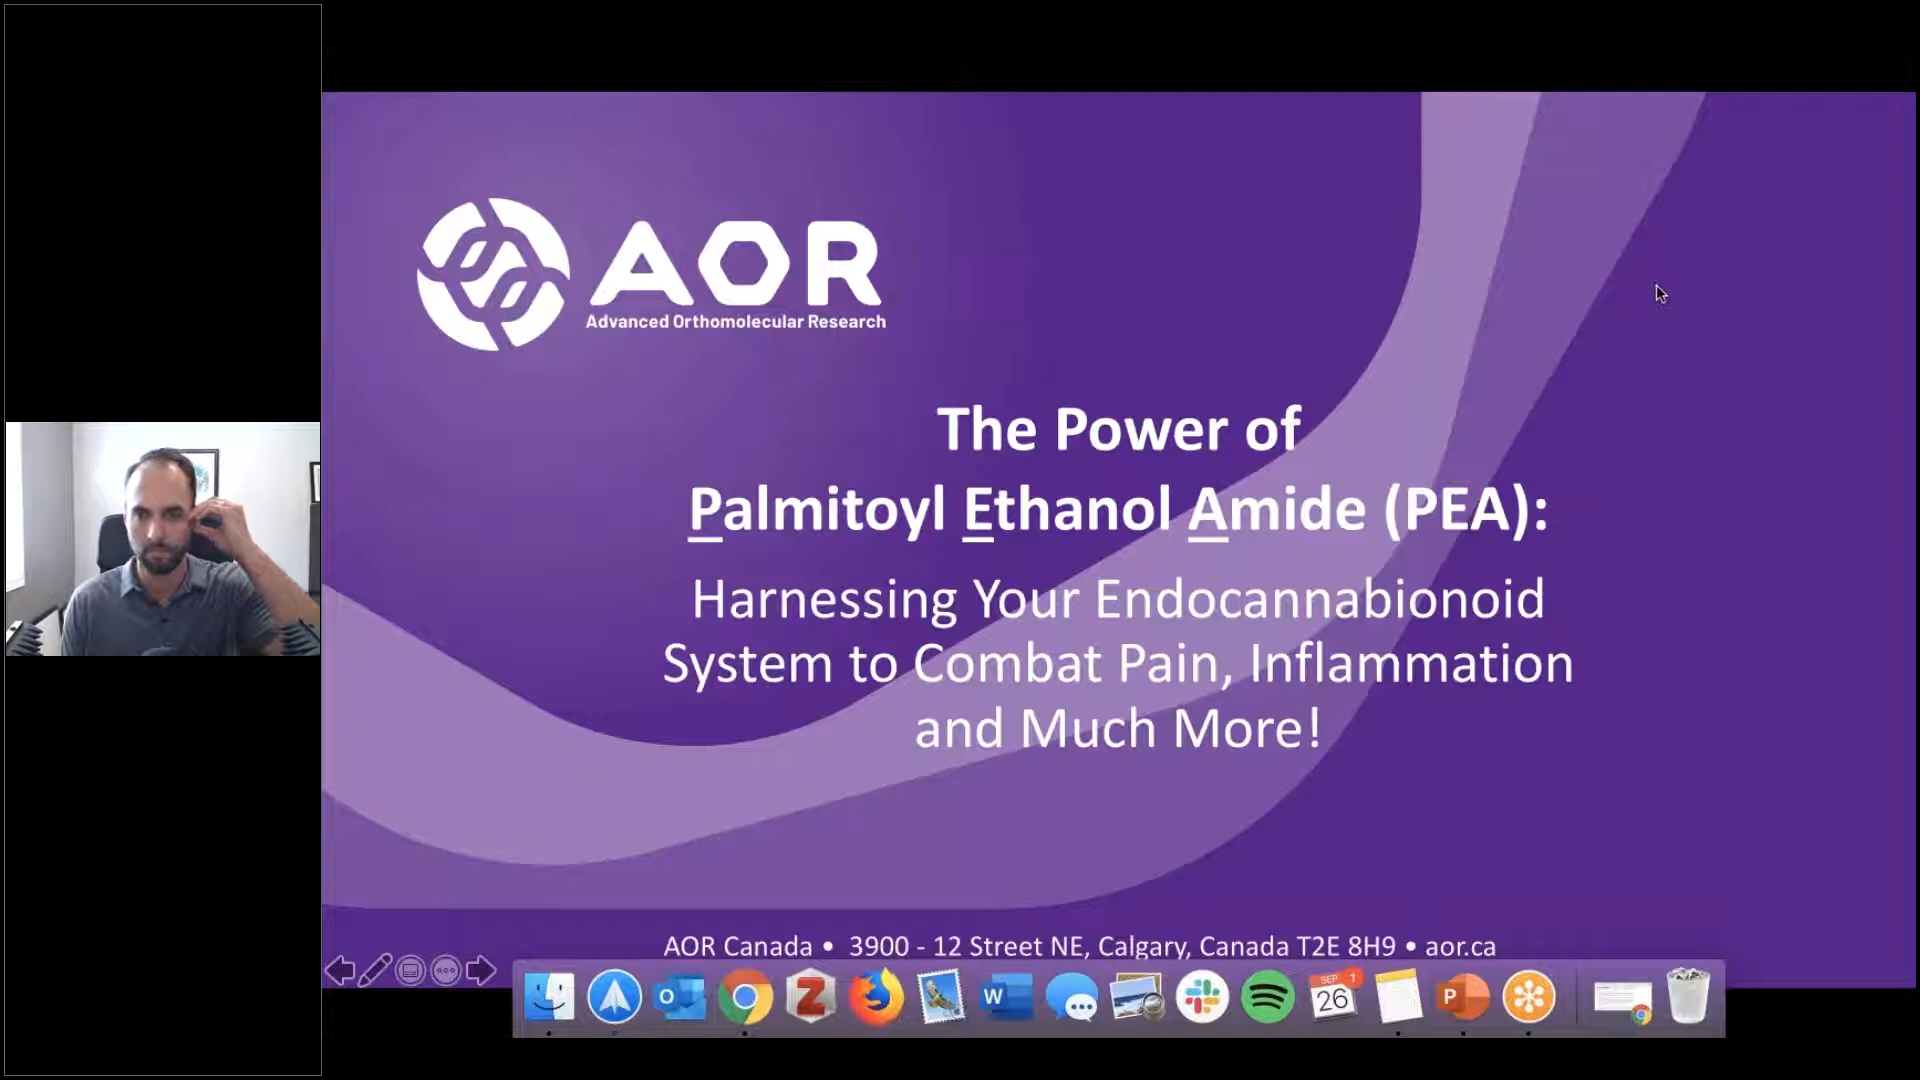 AOR
Advanced Orthomolecular Research
The Power of
Palmitoyl Ethanol Amide (PEA):
Harnessing Your Endocannabionoid
System to Combat Pain, Inflammation
and Much More!
AOR Canada • 3900 - 12 Street NE, Calgary, Canada T2E 8H9 • aor.ca
SEP 1
26
O
Z
W
P